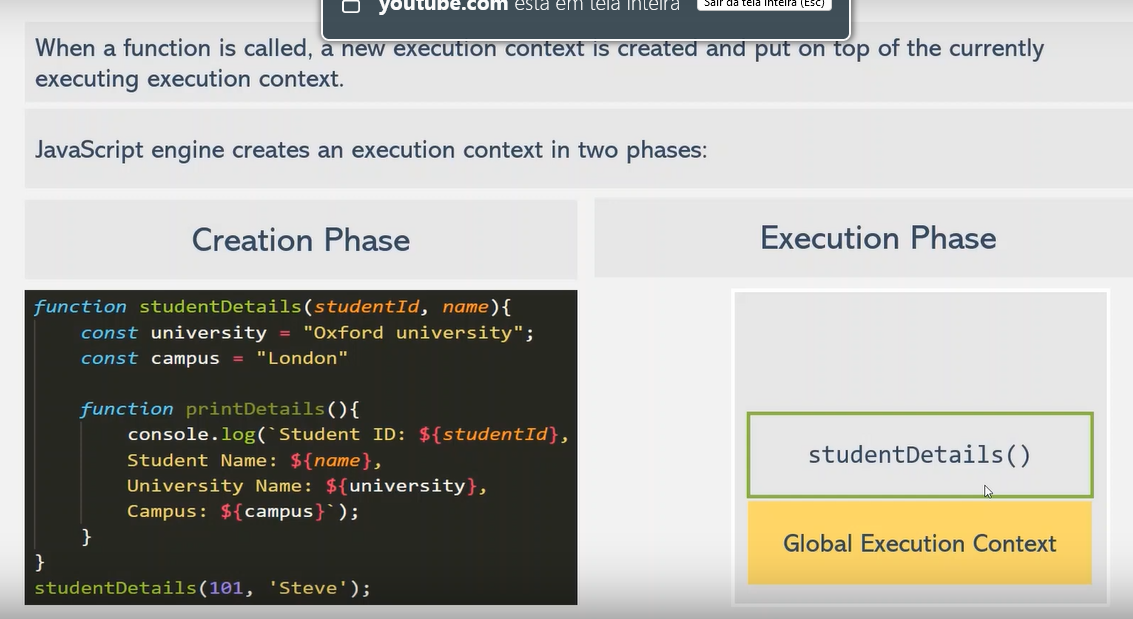 youtube.com está em tela inteira
Sair da tela inteira (Esc)
When a function is called, a new execution context is created and put on top of the currently
executing execution context.
JavaScript engine creates an execution context in two phases:
Creation Phase
Execution Phase
function studentDetails(studentId, name){
    const university = "Oxford university";
    const campus = "London"
    function printDetails(){
        console.log(`Student ID: ${studentId},
        Student Name: ${name},
        University Name: ${university},
        Campus: ${campus}`);
    }
}
studentDetails(101, 'Steve');
studentDetails()
Global Execution Context